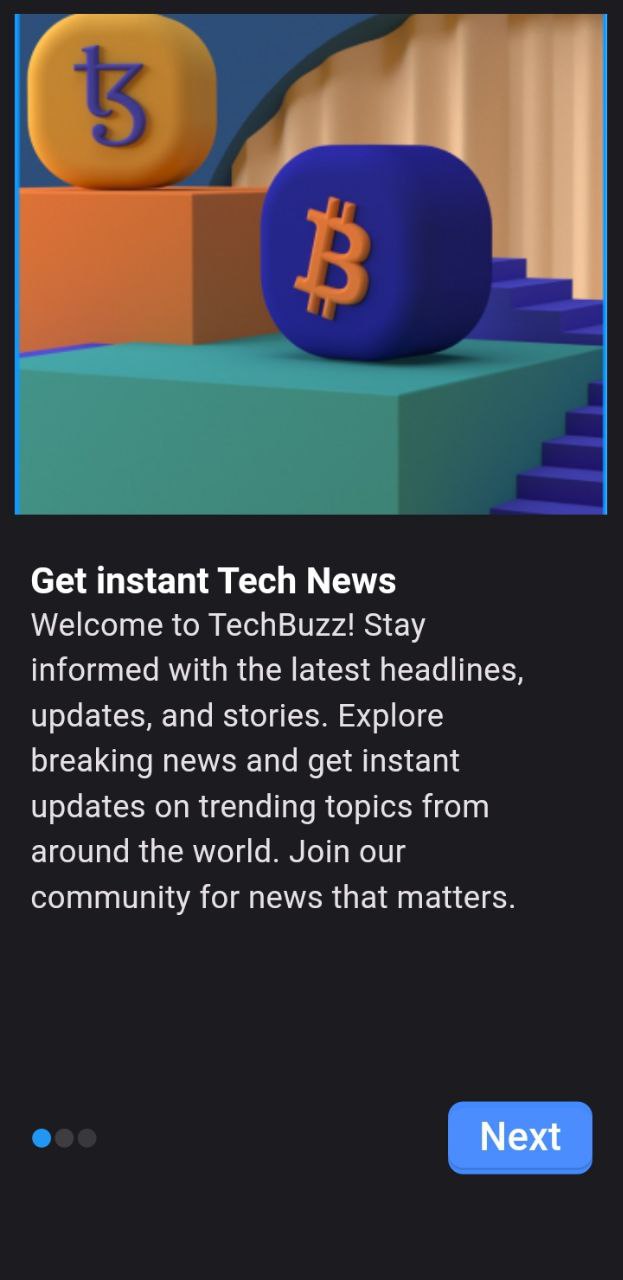 Get instant Tech News
Welcome to TechBuzz! Stay
informed with the latest headlines,
updates, and stories. Explore
breaking news and get instant
updates on trending topics from
around the world. Join our
community for news that matters.
Next